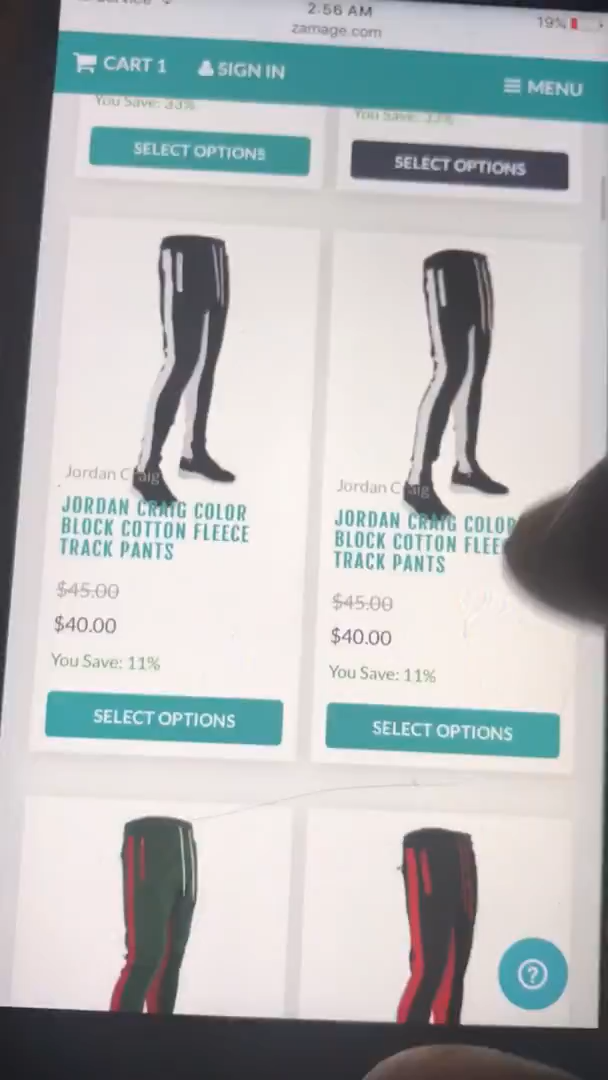 2:56 AM
19%
zamage.com
CART 1
SIGN IN
MENU
You Save: 33%
You Save: 33%
SELECT OPTIONS
SELECT OPTIONS
Jordan Craig
JORDAN CRAIG COLOR
BLOCK COTTON FLEECE
TRACK PANTS
$45.00
$40.00
You Save: 11%
SELECT OPTIONS
Jordan Craig
JORDAN CRAIG COLOR
BLOCK COTTON FLEE
TRACK PANTS
$45.00
$40.00
You Save: 11%
SELECT OPTIONS
?